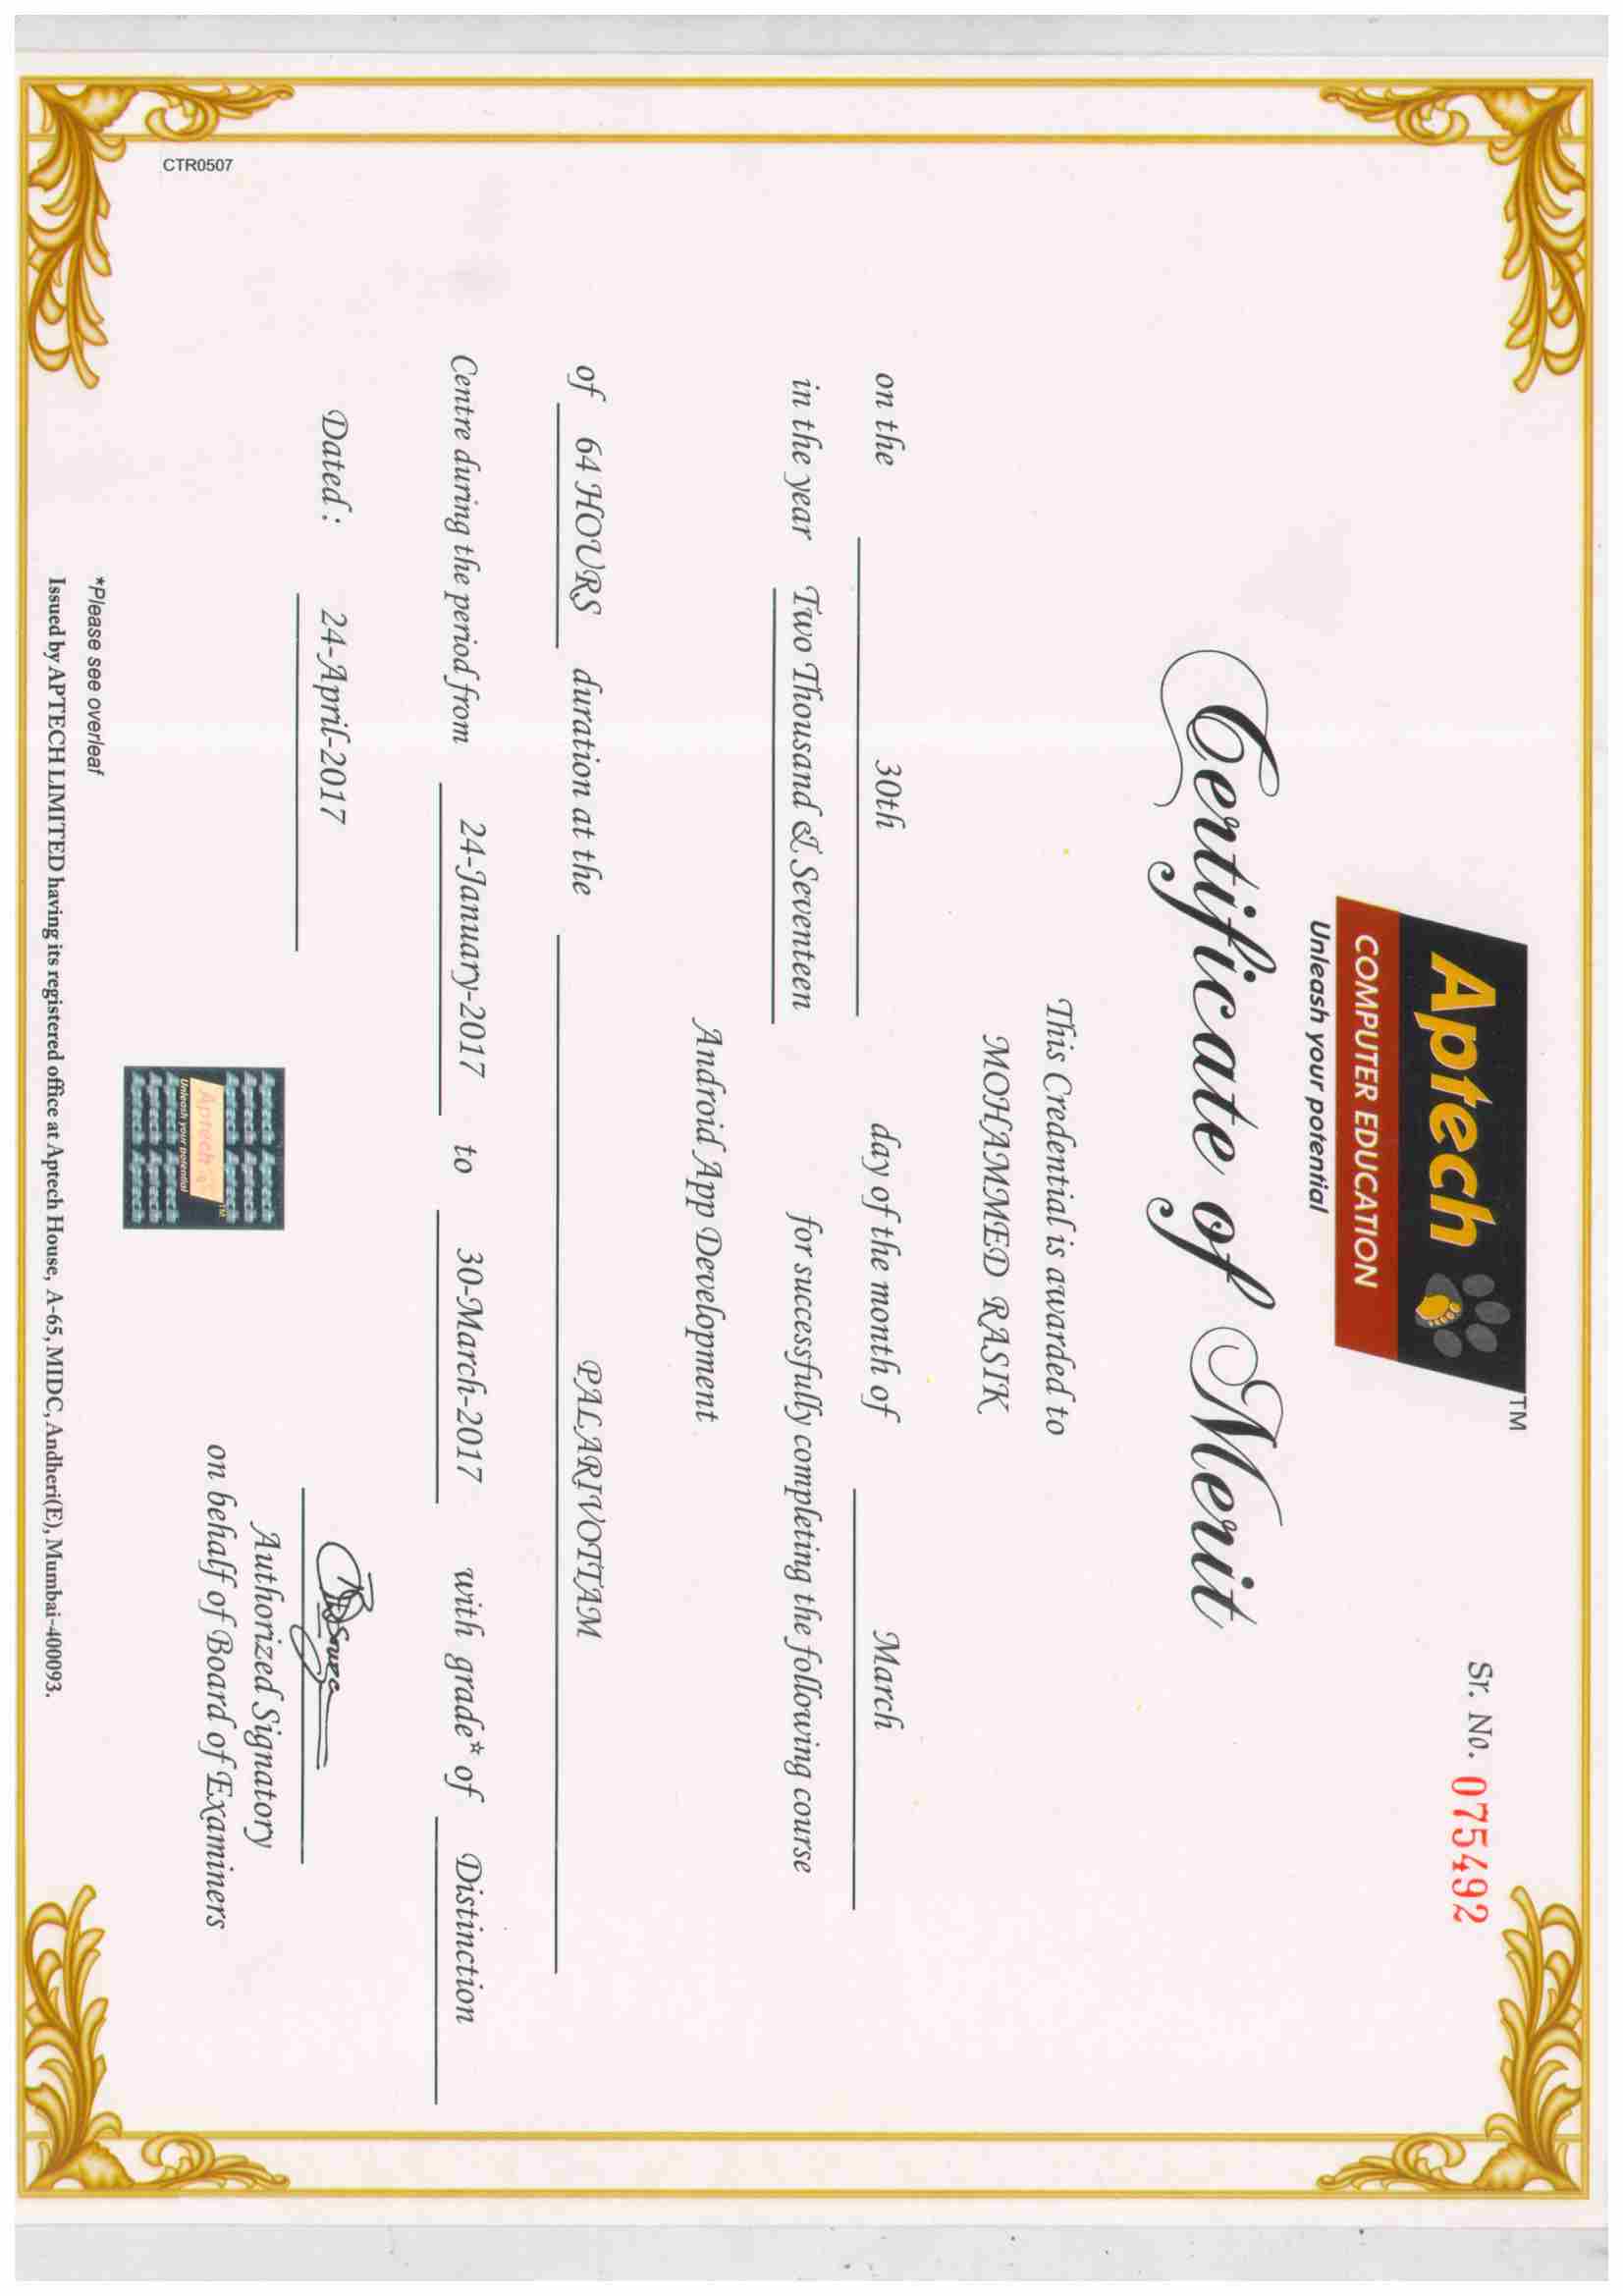 Sr. No. 075492
Aptech TM
COMPUTER EDUCATION
Unleash your potential
Certificate of Merit
This Credential is awarded to
MOHAMMED RASIK
on the 30th day of the month of March
in the year Two Thousand & Seventeen for successfully completing the following course
Android App Development
of 64 HOURS duration at the PALARIVOTTAM
Centre during the period from 24-January-2017 to 30-March-2017 with grade* of Distinction
Dated : 24-April-2017
Authorized Signatory
on behalf of Board of Examiners
Aptech TM
Unleash your potential
CTR0507
*Please see overleaf
Issued by APTECH LIMITED having its registered office at Aptech House, A-65, MIDC, Andheri(E), Mumbai-400093.